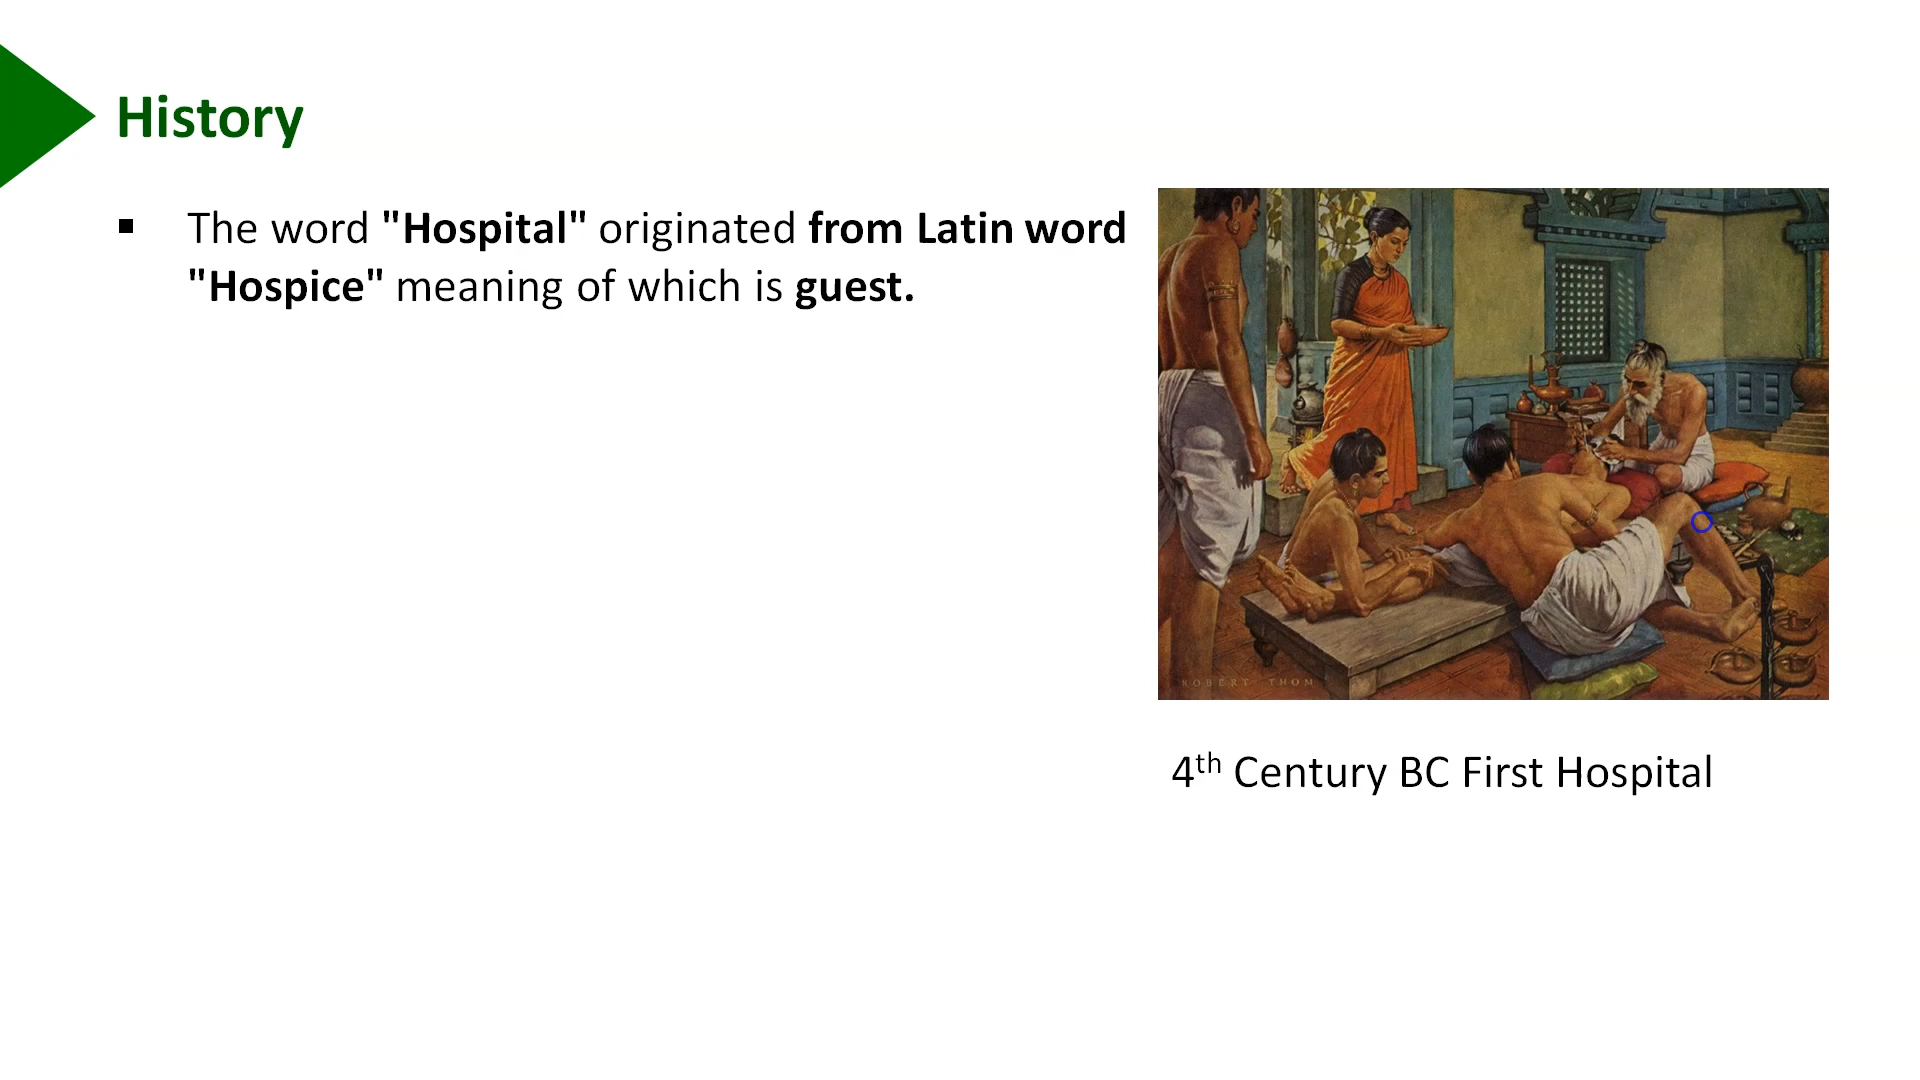 History
▪ The word "Hospital" originated from Latin word
"Hospice" meaning of which is guest.
ROBERT THOM
4th Century BC First Hospital